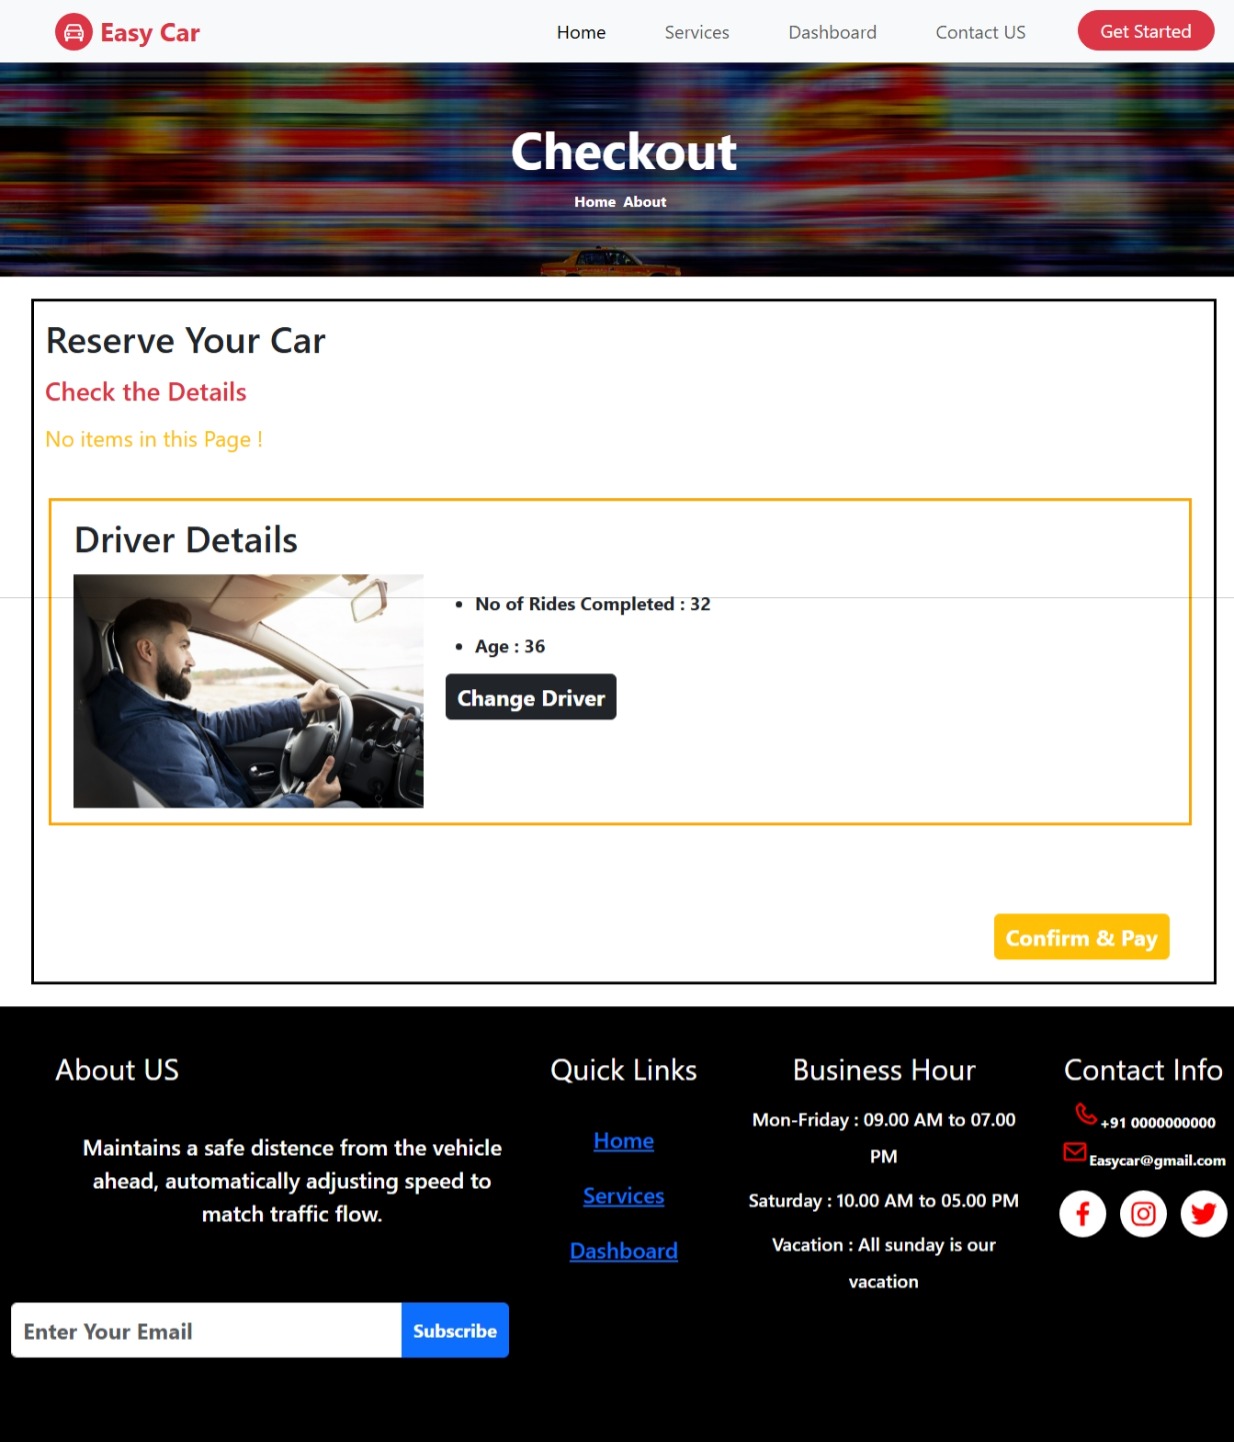 Easy Car
Home Services Dashboard Contact US Get Started
Checkout
Home About
Reserve Your Car
Check the Details
No items in this Page !
Driver Details
No of Rides Completed : 32
Age : 36
Change Driver
Confirm & Pay
About US
Maintains a safe distence from the vehicle
ahead, automatically adjusting speed to
match traffic flow.
Enter Your Email Subscribe
Quick Links
Home
Services
Dashboard
Business Hour
Mon-Friday : 09.00 AM to 07.00
PM
Saturday : 10.00 AM to 05.00 PM
Vacation : All sunday is our
vacation
Contact Info
+91 0000000000
Easycar@gmail.com